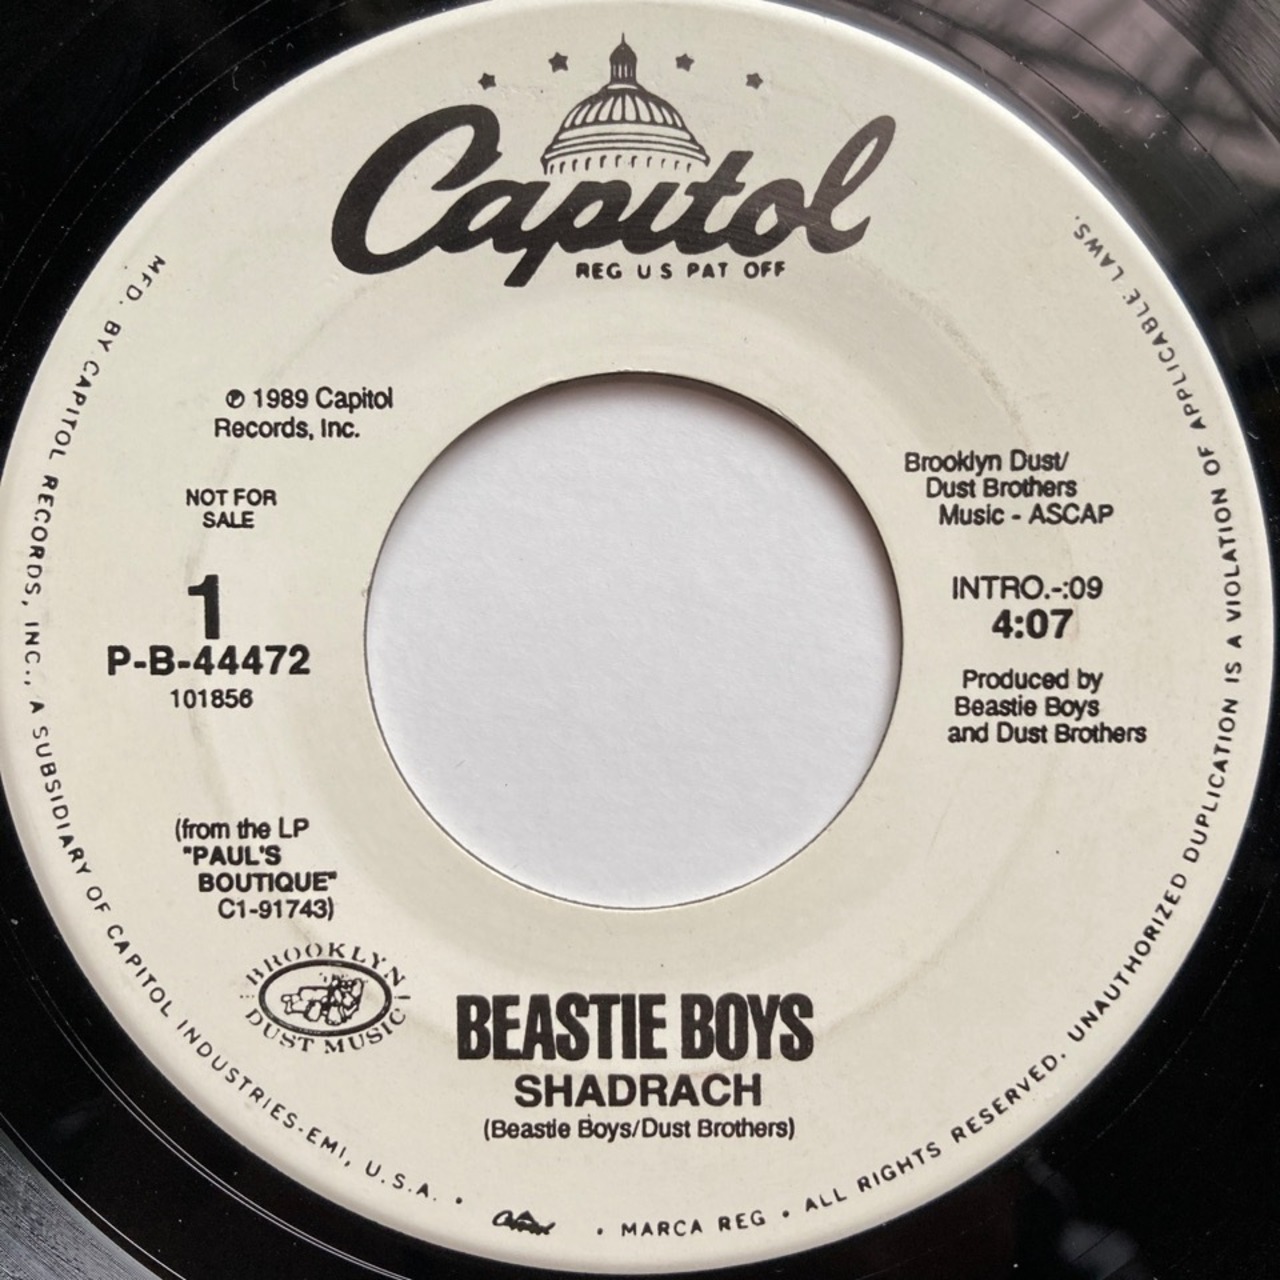 Capitol
REG U S PAT OFF
℗ 1989 Capitol
Records, Inc.
NOT FOR
SALE
1
P-B-44472
101856
(from the LP
"PAUL'S
BOUTIQUE"
C1-91743)
BROOKLYN
DUST MUSIC
Brooklyn Dust/
Dust Brothers
Music - ASCAP
INTRO.-:09
4:07
Produced by
Beastie Boys
and Dust Brothers
BEASTIE BOYS
SHADRACH
(Beastie Boys/Dust Brothers)
MFD. BY CAPITOL RECORDS, INC., A SUBSIDIARY OF CAPITOL INDUSTRIES-EMI, U.S.A. • Capitol • MARCA REG • ALL RIGHTS RESERVED. UNAUTHORIZED DUPLICATION IS A VIOLATION OF APPLICABLE LAWS.